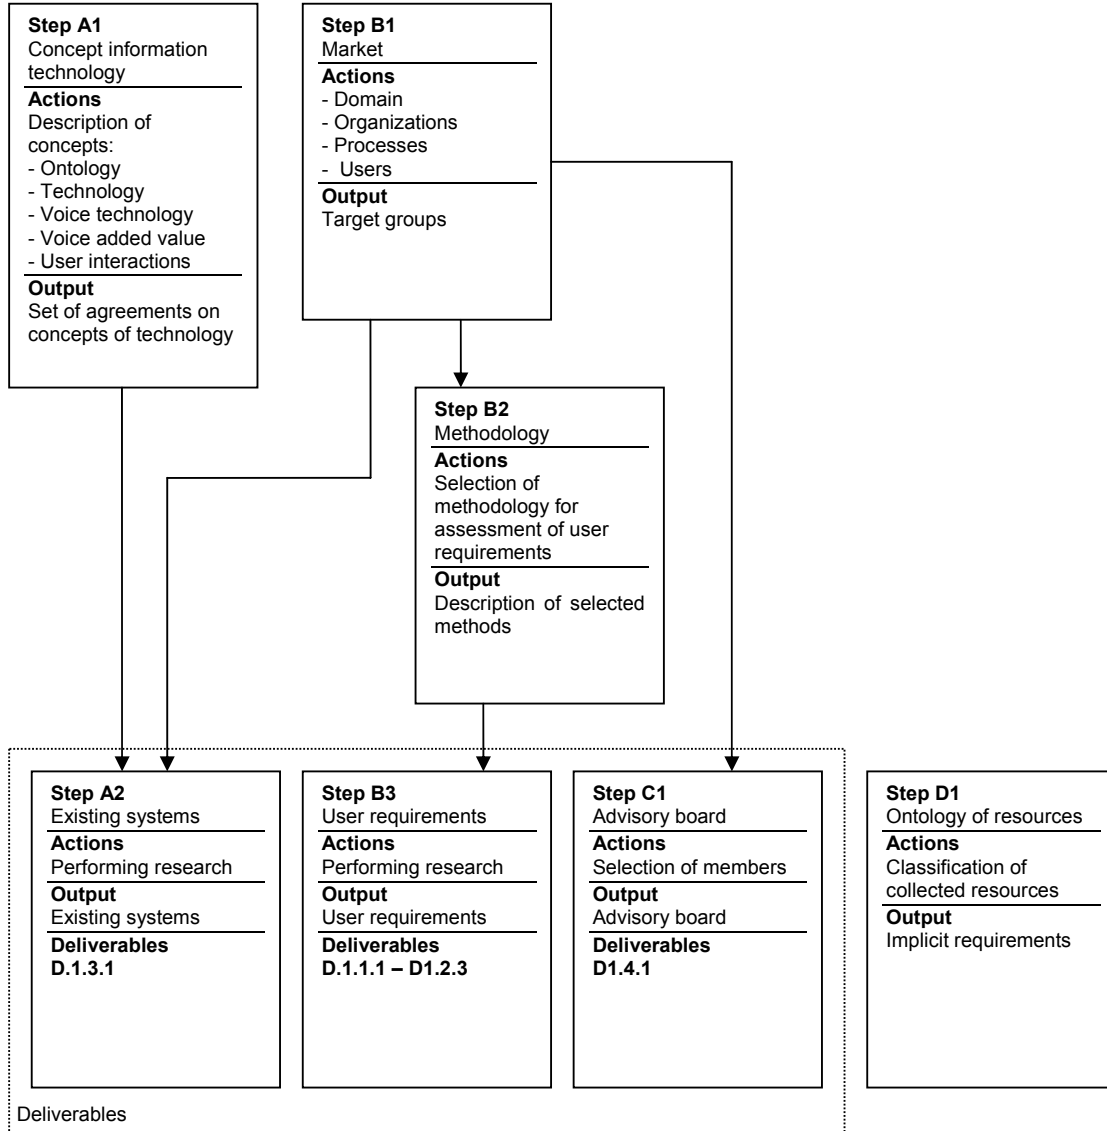 Step A1
Concept information
technology
Actions
Description of
concepts:
- Ontology
- Technology
- Voice technology
- Voice added value
- User interactions
Output
Set of agreements on
concepts of technology
Step B1
Market
Actions
- Domain
- Organizations
- Processes
- Users
Output
Target groups
Step B2
Methodology
Actions
Selection of
methodology for
assessment of user
requirements
Output
Description of selected
methods
Step A2
Existing systems
Actions
Performing research
Output
Existing systems
Deliverables
D.1.3.1
Step B3
User requirements
Actions
Performing research
Output
User requirements
Deliverables
D.1.1.1 – D1.2.3
Step C1
Advisory board
Actions
Selection of members
Output
Advisory board
Deliverables
D1.4.1
Step D1
Ontology of resources
Actions
Classification of
collected resources
Output
Implicit requirements
Deliverables